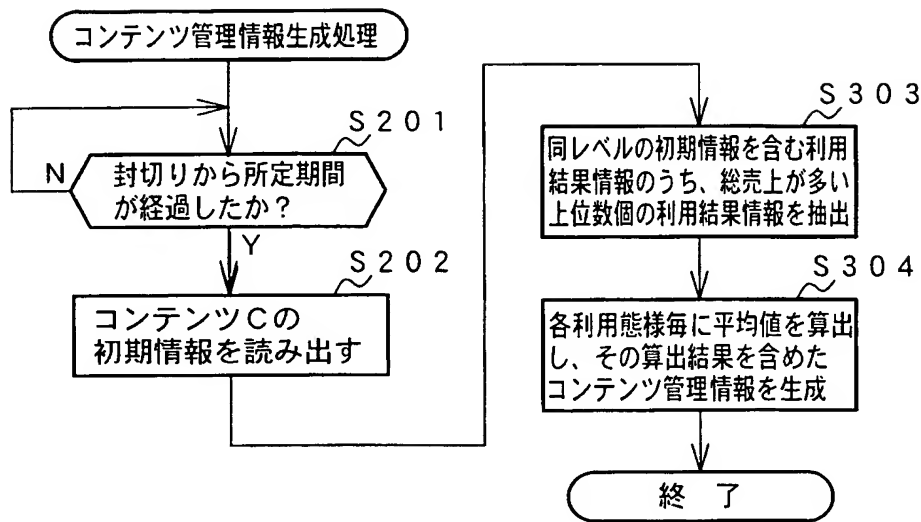 コンテンツ管理情報生成処理
S201
N
封切りから所定期間
が経過したか？
Y
S202
コンテンツCの
初期情報を読み出す
S303
同レベルの初期情報を含む利用
結果情報のうち、総売上が多い
上位数個の利用結果情報を抽出
S304
各利用態様毎に平均値を算出
し、その算出結果を含めた
コンテンツ管理情報を生成
終了